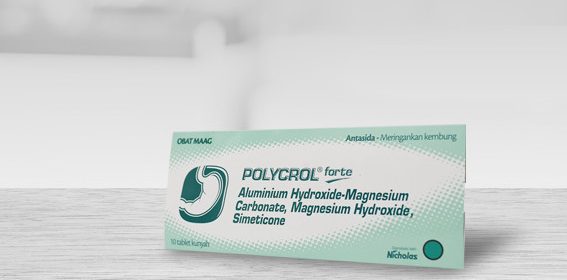 OBAT MAAG
Antasida - Meringankan kembung
POLYCROL® forte
Aluminium Hydroxide-Magnesium
Carbonate, Magnesium Hydroxide,
Simeticone
10 tablet kunyah
Nicholas